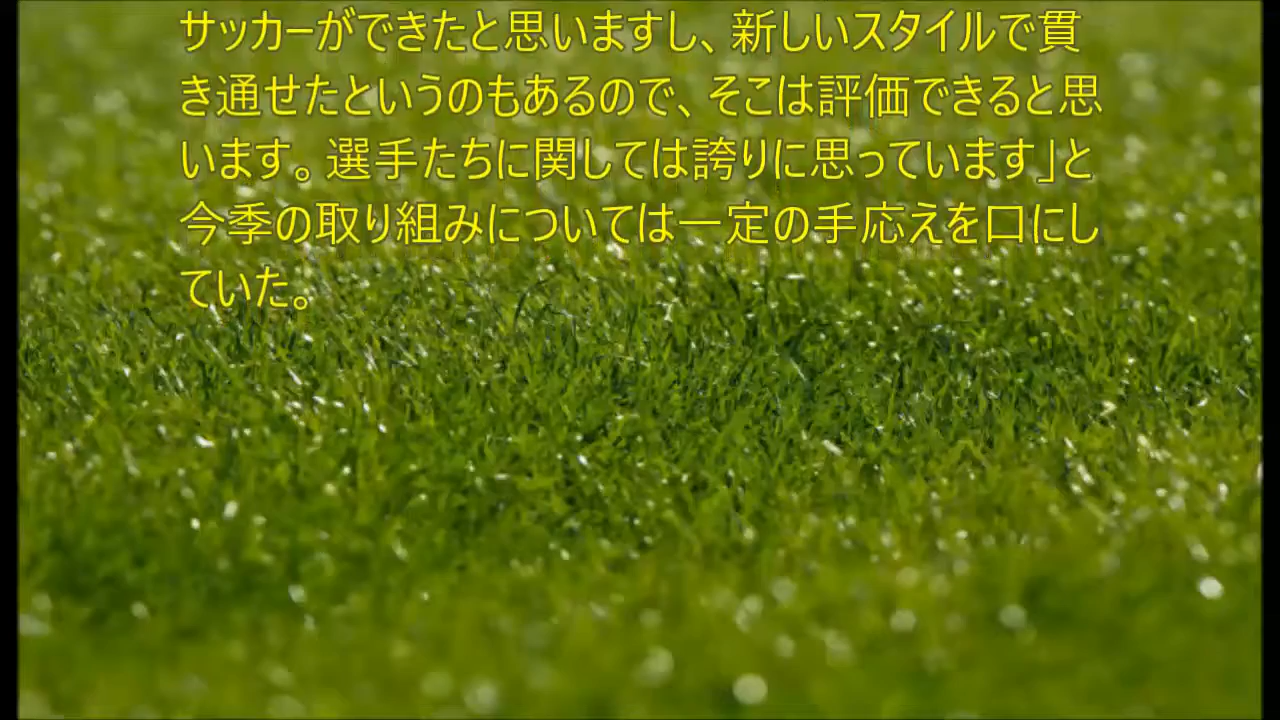 サッカーができたと思いますし、新しいスタイルで貫
き通せたというのもあるので、そこは評価できると思
います。選手たちに関しては誇りに思っています」と
今季の取り組みについては一定の手応えを口にし
ていた。